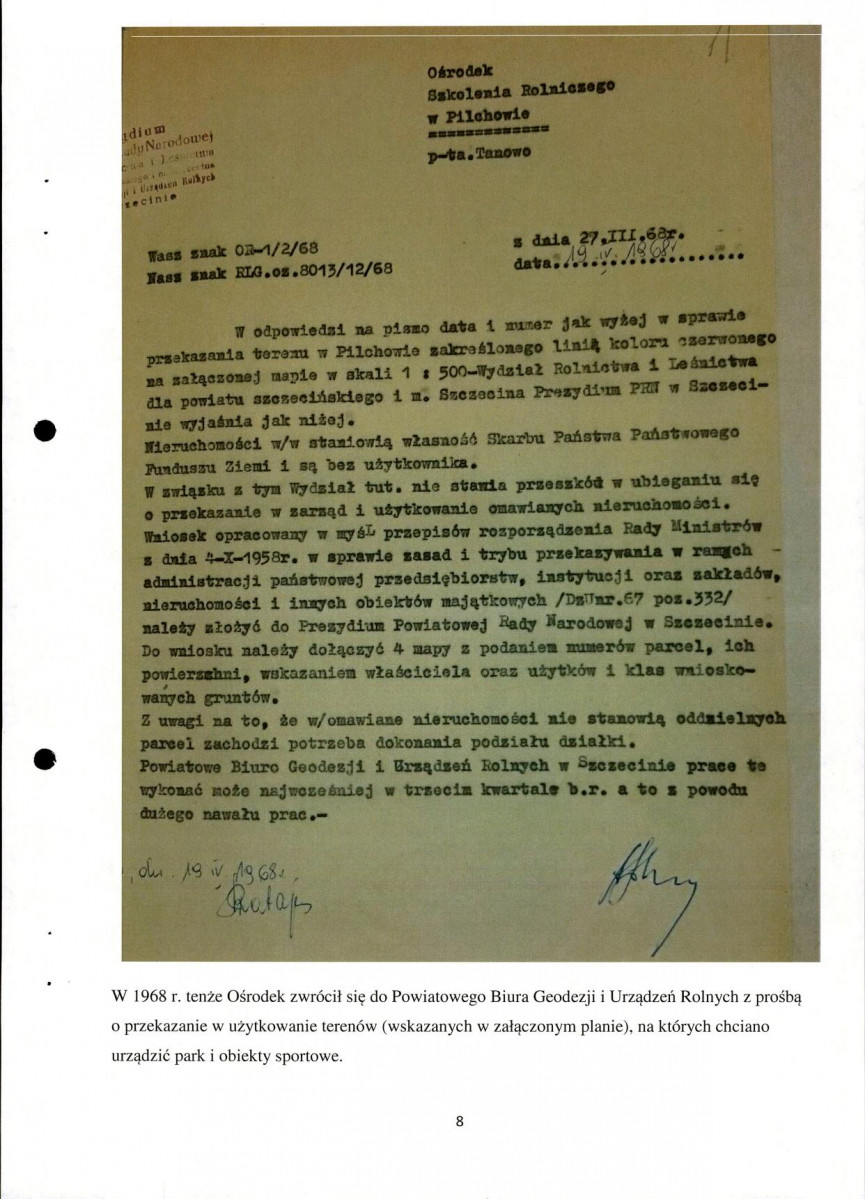 Ośrodek
Szkolenia Rolniczego
w Pilchowie
=============
p-ta.Tanowo
dium
Narodowej
i Urządzeń Rolnych
zecinie
Wasz znak OR-1/2/68
Nasz znak RLG.oz.8013/12/68
z dnia 27.III.68r.
data.....................
19 IV 1968r
W odpowiedzi na pismo data i numer jak wyżej w sprawie
przekazania terenu w Pilchowie zakreślonego linią koloru czerwonego
na załączonej mapie w skali 1 : 500-Wydział Rolnictwa i Leśnictwa
dla powiatu szczecińskiego i m. Szczecina Prezydium PRN w Szczeci-
nie wyjaśnia jak niżej.
Nieruchomości w/w stanowią własność Skarbu Państwa Państwowego
Funduszu Ziemi i są bez użytkownika.
W związku z tym Wydział tut. nie stawia przeszkód w ubieganiu się
o przekazanie w zarząd i użytkowanie omawianych nieruchomości.
Wniosek opracowany w myśL przepisów rozporządzenia Rady Ministrów
z dnia 4-X-1958r. w sprawie zasad i trybu przekazywania w ramach -
administracji państwowej przedsiębiorstw, instytucji oraz zakładów,
nieruchomości i innych obiektów majątkowych /DzUnr.67 poz.332/
należy złożyć do Prezydium Powiatowej Rady Narodowej w Szczecinie.
Do wniosku należy dołączyć 4 mapy z podaniem numerów parcel, ich
powierzchni, wskazaniem właściciela oraz użytków i klas wniosko-
wanych gruntów.
Z uwagi na to, że w/omawiane nieruchomości nie stanowią oddzielnych
parcel zachodzi potrzeba dokonania podziału działki.
Powiatowe Biuro Geodezji i Urządzeń Rolnych w Szczecinie prace te
wykonać może najwcześniej w trzecim kwartale b.r. a to z powodu
dużego nawału prac.-
dn. 19 IV 1968r.
W 1968 r. tenże Ośrodek zwrócił się do Powiatowego Biura Geodezji i Urządzeń Rolnych z prośbą
o przekazanie w użytkowanie terenów (wskazanych w załączonym planie), na których chciano
urządzić park i obiekty sportowe.
8